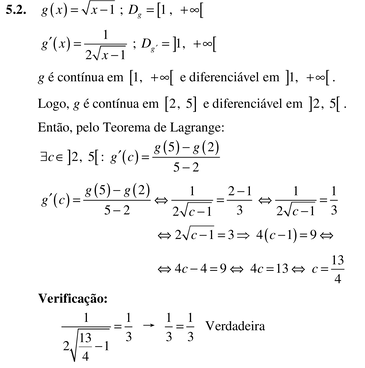 5.2. g(x)=√(x−1) ; D_g=[1, +∞[
g′(x)=1/(2√(x−1)) ; D_g′=]1, +∞[
g é contínua em [1, +∞[ e diferenciável em ]1, +∞[.
Logo, g é contínua em [2, 5] e diferenciável em ]2, 5[.
Então, pelo Teorema de Lagrange:
∃c∈]2, 5[: g′(c)=(g(5)−g(2))/(5−2)
g′(c)=(g(5)−g(2))/(5−2) ⇔ 1/(2√(c−1))=(2−1)/3 ⇔ 1/(2√(c−1))=1/3
⇔ 2√(c−1)=3 ⇒ 4(c−1)=9 ⇔
⇔ 4c−4=9 ⇔ 4c=13 ⇔ c=13/4
Verificação:
1/(2√(13/4−1))=1/3 → 1/3=1/3 Verdadeira